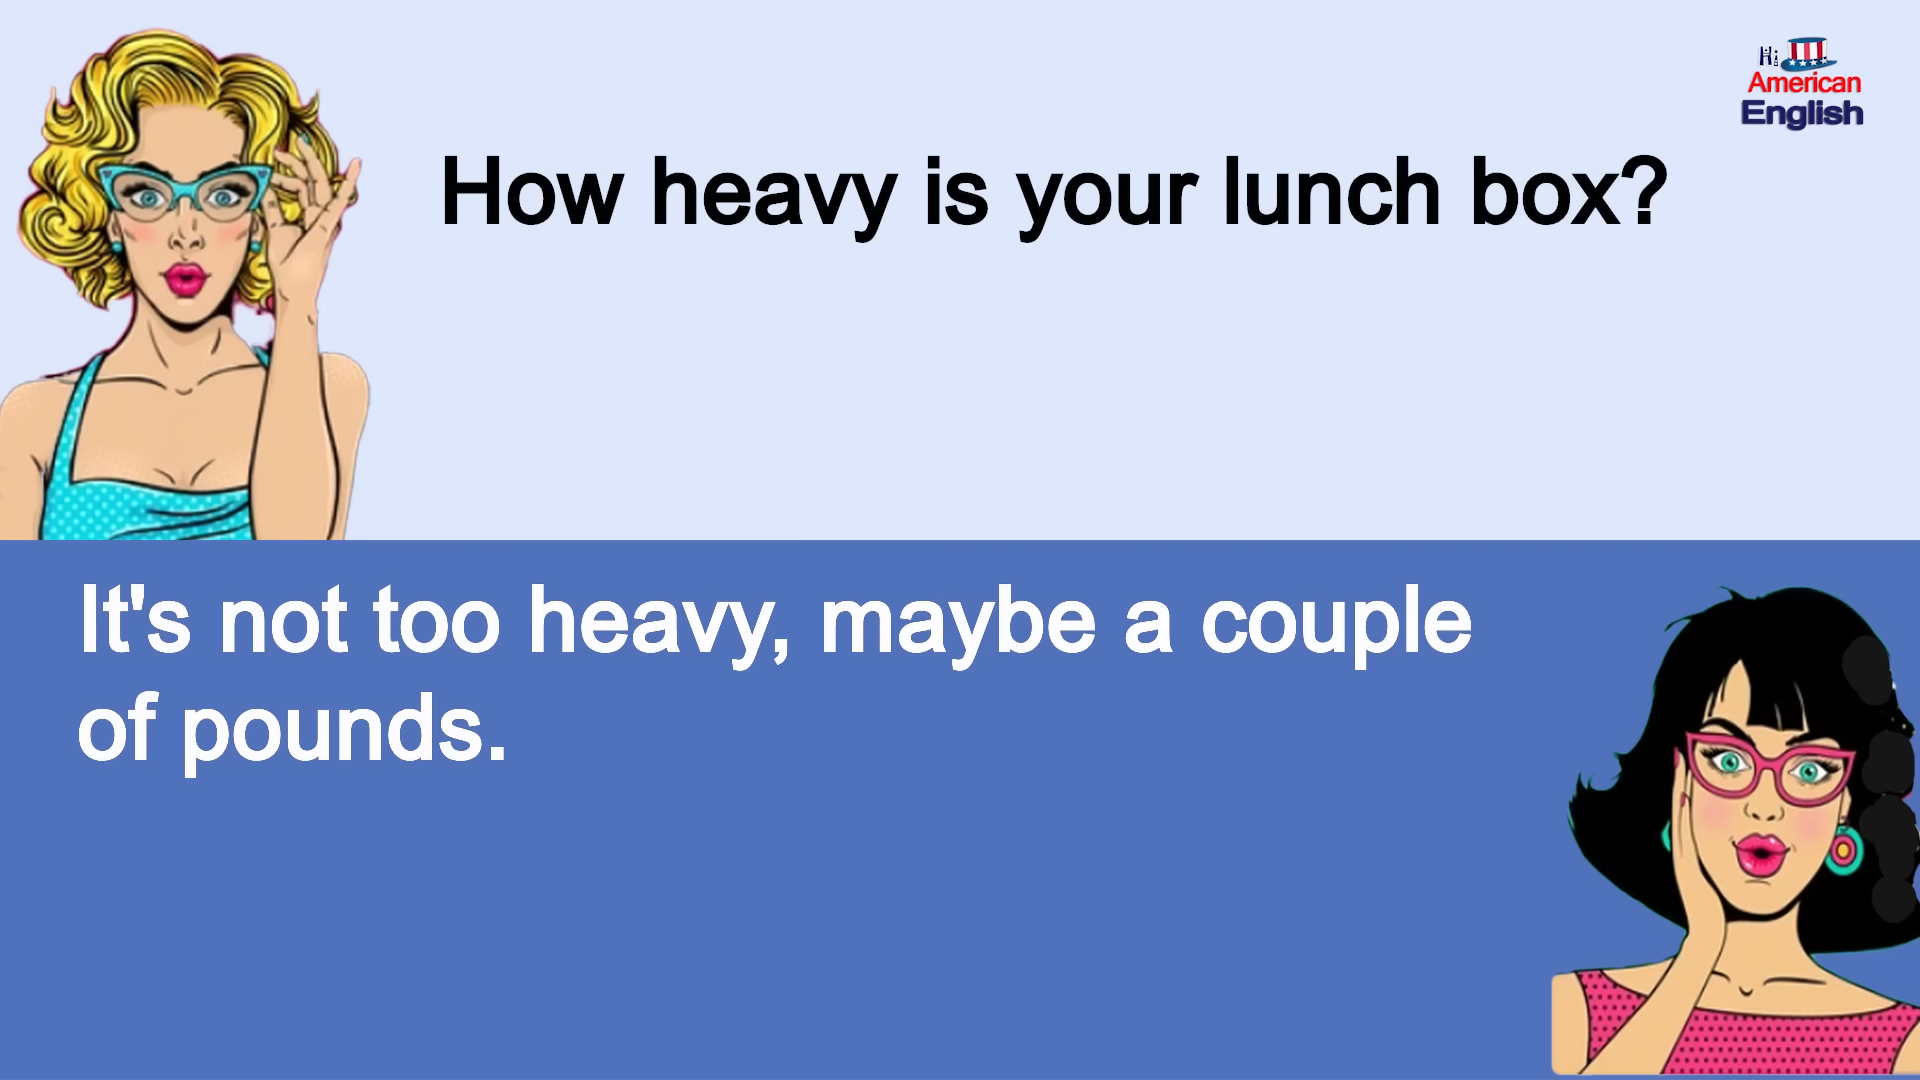 Hi
American
English
How heavy is your lunch box?
It's not too heavy, maybe a couple
of pounds.